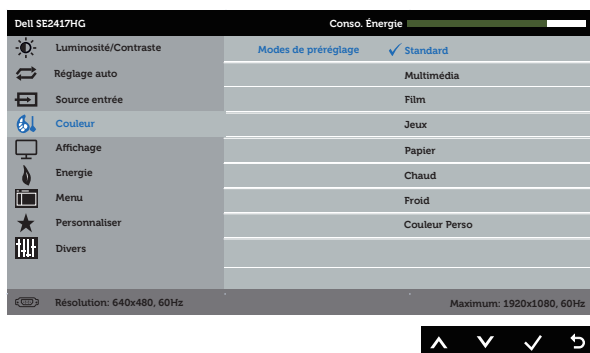 Dell SE2417HG Conso. Énergie
Luminosité/Contraste Modes de préréglage Standard
Réglage auto Multimédia
Source entrée Film
Couleur Jeux
Affichage Papier
Energie Chaud
Menu Froid
Personnaliser Couleur Perso
Divers
Résolution: 640x480, 60Hz Maximum: 1920x1080, 60Hz